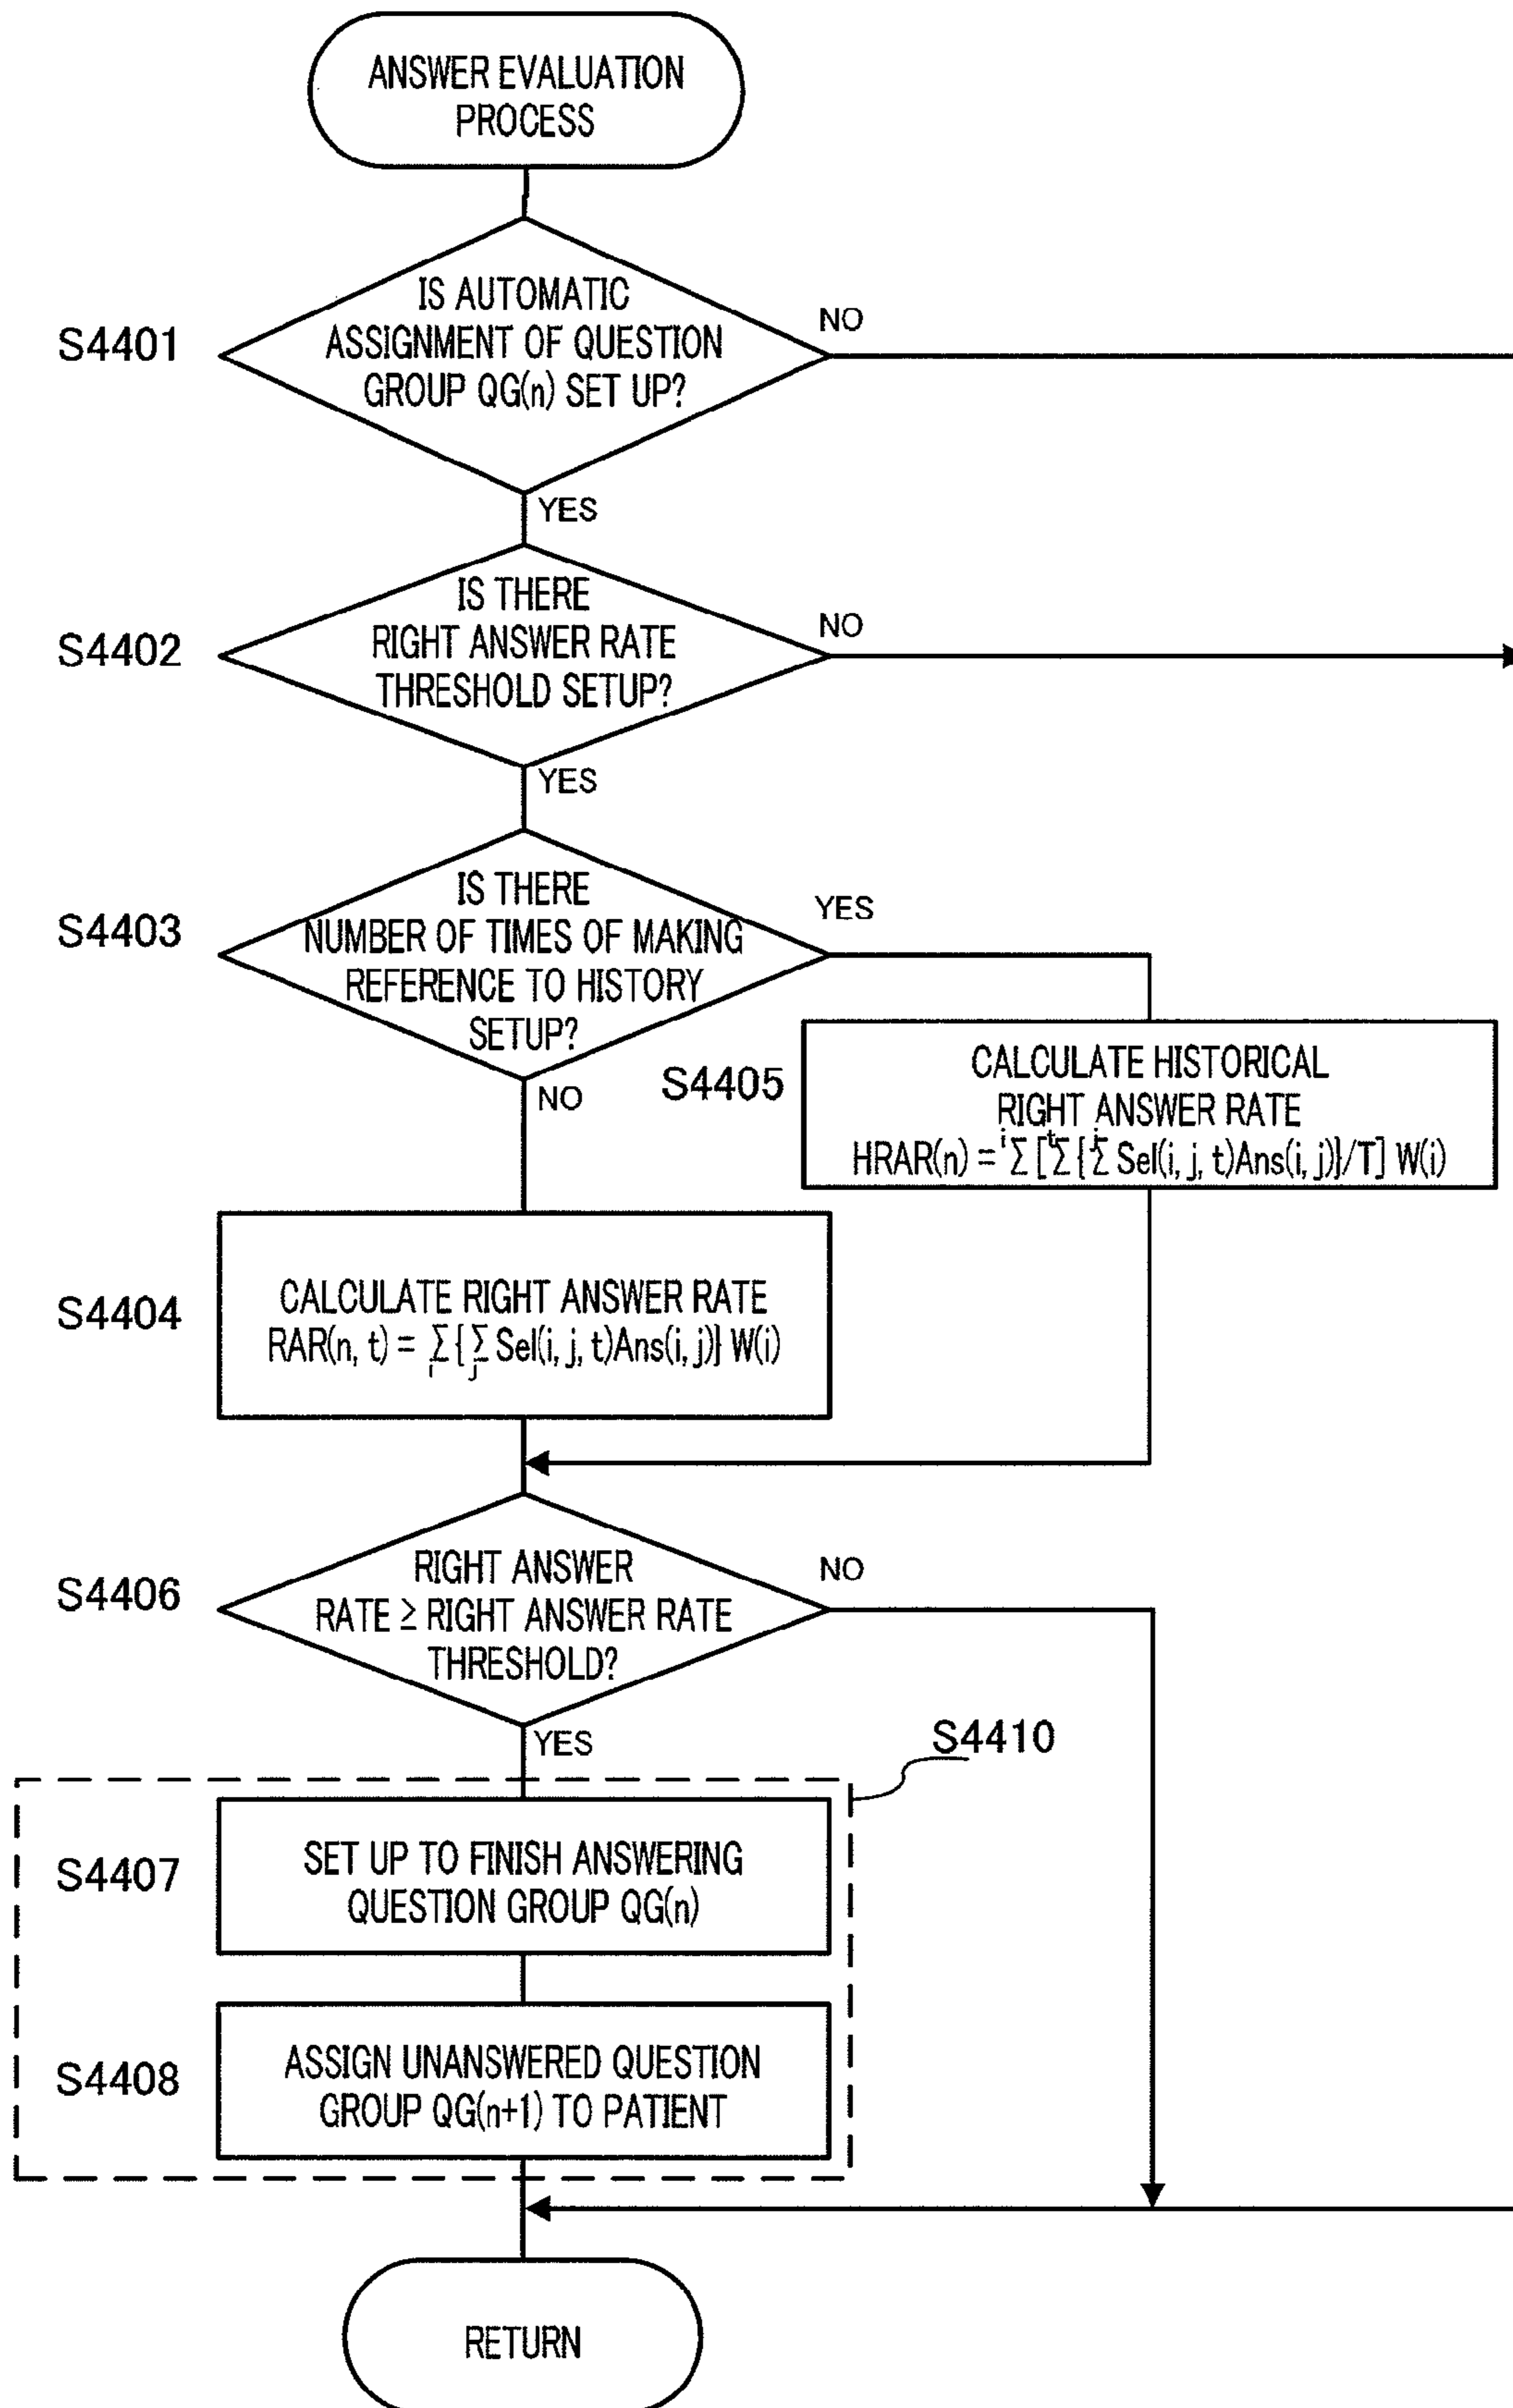 ANSWER EVALUATION
PROCESS
S4401
IS AUTOMATIC
ASSIGNMENT OF QUESTION
GROUP QG(n) SET UP?
NO
YES
S4402
IS THERE
RIGHT ANSWER RATE
THRESHOLD SETUP?
NO
YES
S4403
IS THERE
NUMBER OF TIMES OF MAKING
REFERENCE TO HISTORY
SETUP?
YES
NO
S4405
CALCULATE HISTORICAL
RIGHT ANSWER RATE
HRAR(n) = i Σ [ t Σ { j Σ Sel(i, j, t)Ans(i, j)}/T] W(i)
S4404
CALCULATE RIGHT ANSWER RATE
RAR(n, t) = Σ i { Σ j Sel(i, j, t)Ans(i, j)} W(i)
S4406
RIGHT ANSWER
RATE ≥ RIGHT ANSWER RATE
THRESHOLD?
NO
YES
S4410
S4407
SET UP TO FINISH ANSWERING
QUESTION GROUP QG(n)
S4408
ASSIGN UNANSWERED QUESTION
GROUP QG(n+1) TO PATIENT
RETURN